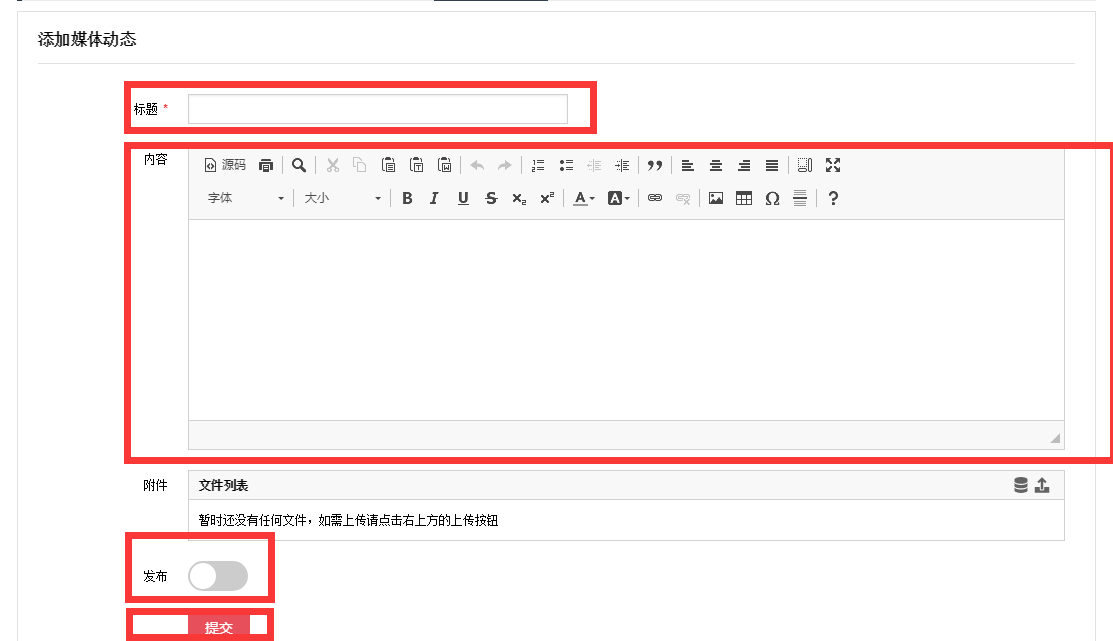 添加媒体动态
标题 *
内容
源码
字体 大小 B I U S x₂ x² A A Ω ?
附件 文件列表
暂时还没有任何文件，如需上传请点击右上方的上传按钮
发布
提交